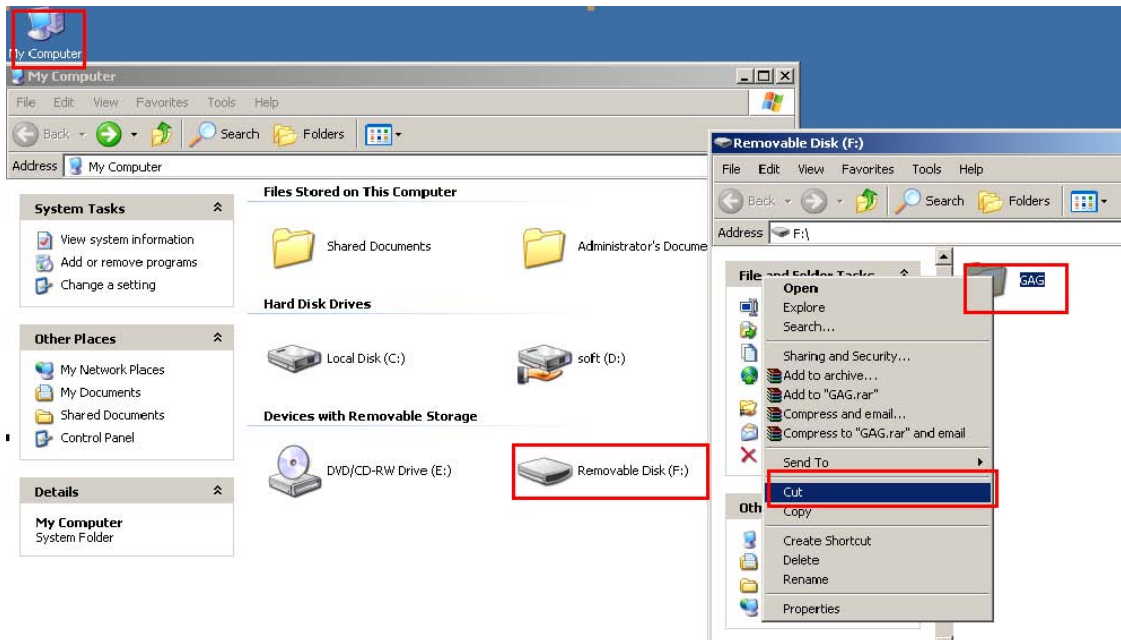 My Computer
My Computer
File Edit View Favorites Tools Help
Back Search Folders
Address My Computer
System Tasks
View system information
Add or remove programs
Change a setting
Other Places
My Network Places
My Documents
Shared Documents
Control Panel
Details
My Computer
System Folder
Files Stored on This Computer
Shared Documents
Administrator's Docume
Hard Disk Drives
Local Disk (C:)
soft (D:)
Devices with Removable Storage
DVD/CD-RW Drive (E:)
Removable Disk (F:)
Removable Disk (F:)
File Edit View Favorites Tools Help
Back Search Folders
Address F:\
File and Folder Tasks
GAG
Open
Explore
Search...
Sharing and Security...
Add to archive...
Add to "GAG.rar"
Compress and email...
Compress to "GAG.rar" and email
Send To
Cut
Copy
Create Shortcut
Delete
Rename
Properties
Oth